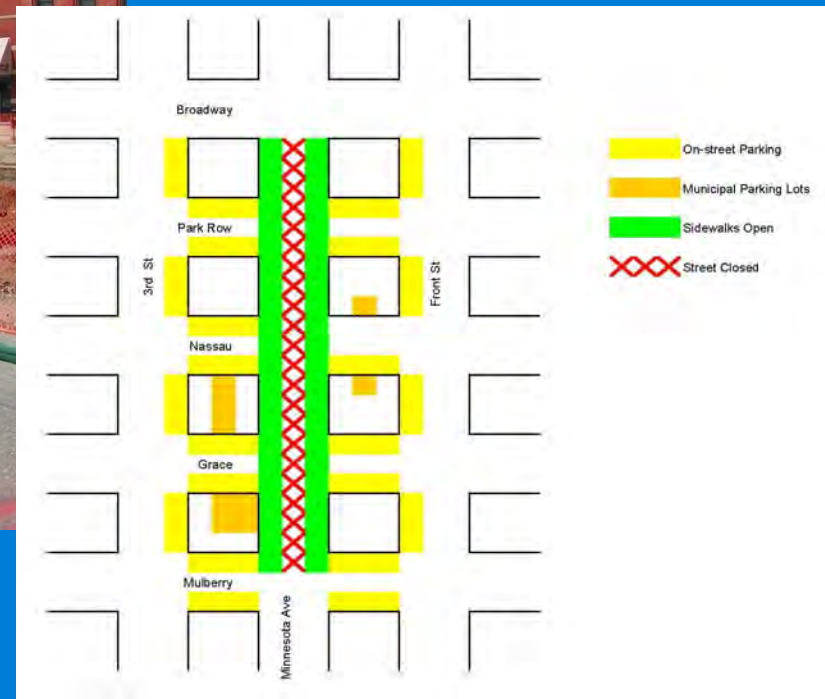 Broadway
On-street Parking
Municipal Parking Lots
Park Row
Sidewalks Open
3rd St
Front St
Street Closed
Nassau
Grace
Mulberry
Minnesota Ave